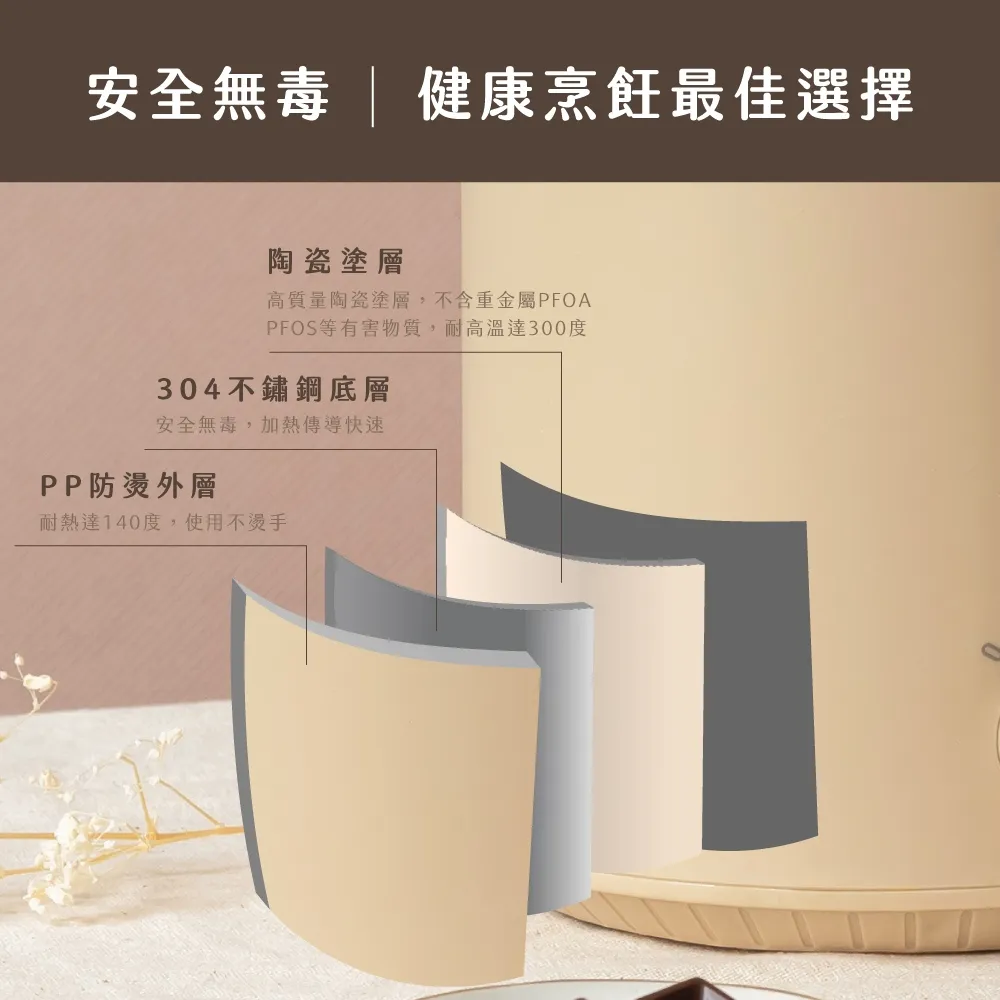 安全無毒｜健康烹飪最佳選擇
陶瓷塗層
高質量陶瓷塗層，不含重金屬PFOA
PFOS等有害物質，耐高溫達300度
304不鏽鋼底層
安全無毒，加熱傳導快速
PP防燙外層
耐熱達140度，使用不燙手